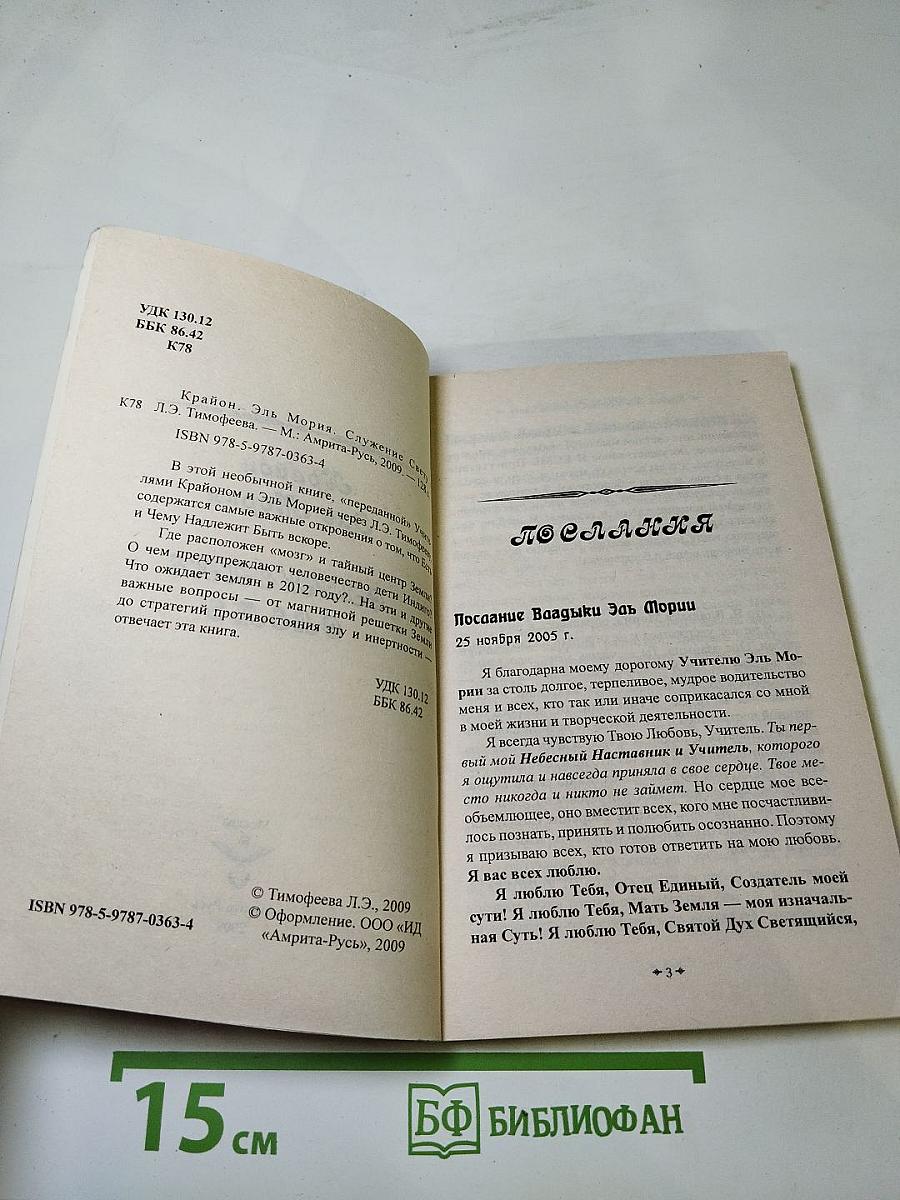 УДК 130.12
ББК 86.42
К78
Крайон. Эль Мория. Служение Свету
К78 Л.Э. Тимофеева. — М.: Амрита-Русь, 2009. — 128
ISBN 978-5-9787-0363-4
В этой необычной книге, «переданной» Учите-
лями Крайоном и Эль Морией через Л.Э. Тимофееву
содержатся самые важные откровения о том, что Есть
и Чему Надлежит Быть вскоре.
Где расположен «мозг» и тайный центр Земли?
О чем предупреждают человечество дети Индиго?
Что ожидает землян в 2012 году?.. На эти и другие
важные вопросы — от магнитной решетки Земли
до стратегий противостояния злу и инертности —
отвечает эта книга.
УДК 130.12
ББК 86.42
© Тимофеева Л.Э., 2009
© Оформление. ООО «ИД
«Амрита-Русь», 2009
ISBN 978-5-9787-0363-4
ПОСЛАНИЯ
Послание Владыки Эль Мории
25 ноября 2005 г.
Я благодарна моему дорогому Учителю Эль Мо-
рии за столь долгое, терпеливое, мудрое водительство
меня и всех, кто так или иначе соприкасался со мной
в моей жизни и творческой деятельности.
Я всегда чувствую Твою Любовь, Учитель. Ты пер-
вый мой Небесный Наставник и Учитель, которого
я ощутила и навсегда приняла в свое сердце. Твое ме-
сто никогда и никто не займет. Но сердце мое все-
объемлющее, оно вместит всех, кого мне посчастливи-
лось познать, принять и полюбить осознанно. Поэтому
я призываю всех, кто готов ответить на мою любовь.
Я вас всех люблю.
Я люблю Тебя, Отец Единый, Создатель моей
сути! Я люблю Тебя, Мать Земля — моя изначаль-
ная Суть! Я люблю Тебя, Святой Дух Светящийся,
3
15 см
БФ БИБЛИОФАН